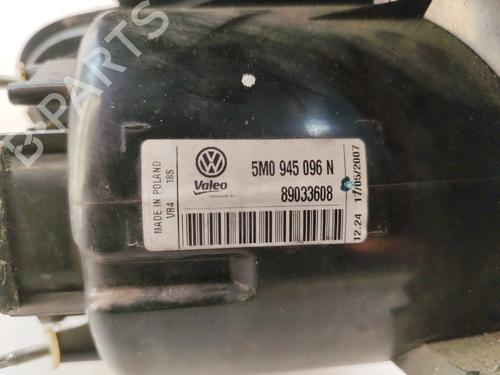 B-PARTS
MADE IN POLAND
VR4 18S
Valeo
5M0 945 096 N
89033608
12.24 17/05/2007